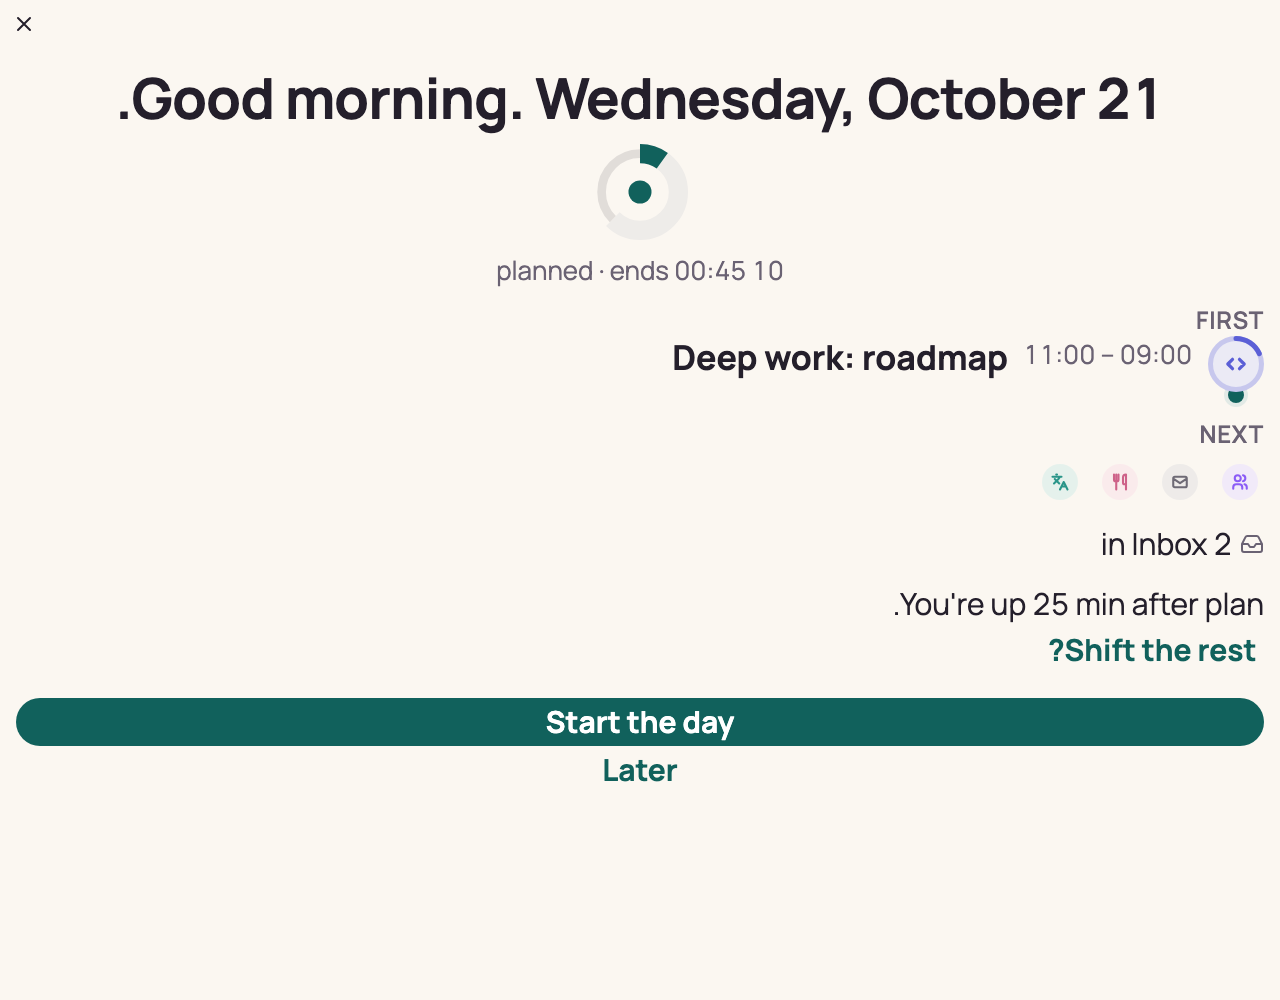 .Good morning. Wednesday, October 21
planned · ends 00:45 10
FIRST
Deep work: roadmap 11:00 – 09:00
NEXT
in Inbox 2
.You're up 25 min after plan
?Shift the rest
Start the day
Later